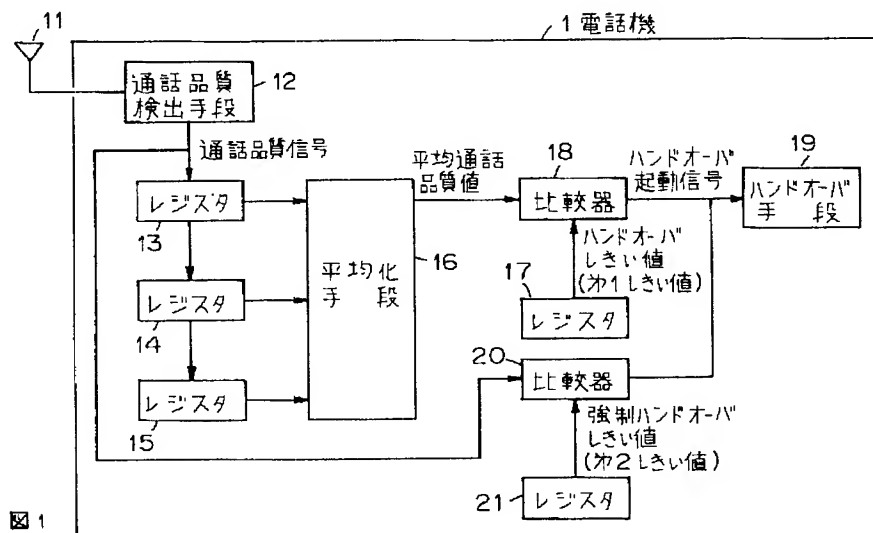 11
1 電話機
通話品質
検出手段
12
通話品質信号
レジスタ
13
レジスタ
14
レジスタ
15
平均化
手段
16
平均通話
品質値
18
比較器
ハンドオーバ
起動信号
19
ハンドオーバ
手段
ハンドオーバ
しきい値
(第1しきい値)
17
レジスタ
20
比較器
強制ハンドオーバ
しきい値
(第2しきい値)
21
レジスタ
図1